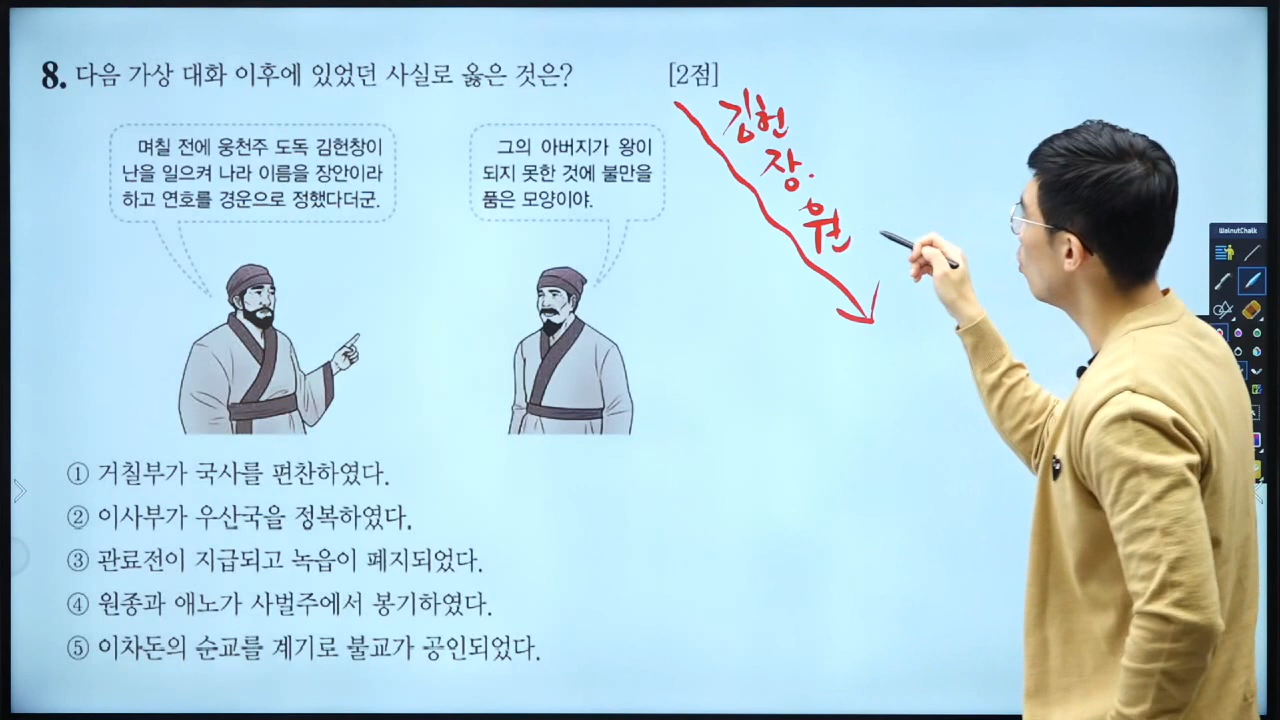 8. 다음 가상 대화 이후에 있었던 사실로 옳은 것은? [2점]
며칠 전에 웅천주 도독 김헌창이
난을 일으켜 나라 이름을 장안이라
하고 연호를 경운으로 정했다더군.
그의 아버지가 왕이
되지 못한 것에 불만을
품은 모양이야.
김헌
장.
원
WalnutChalk
① 거칠부가 국사를 편찬하였다.
② 이사부가 우산국을 정복하였다.
③ 관료전이 지급되고 녹읍이 폐지되었다.
④ 원종과 애노가 사벌주에서 봉기하였다.
⑤ 이차돈의 순교를 계기로 불교가 공인되었다.